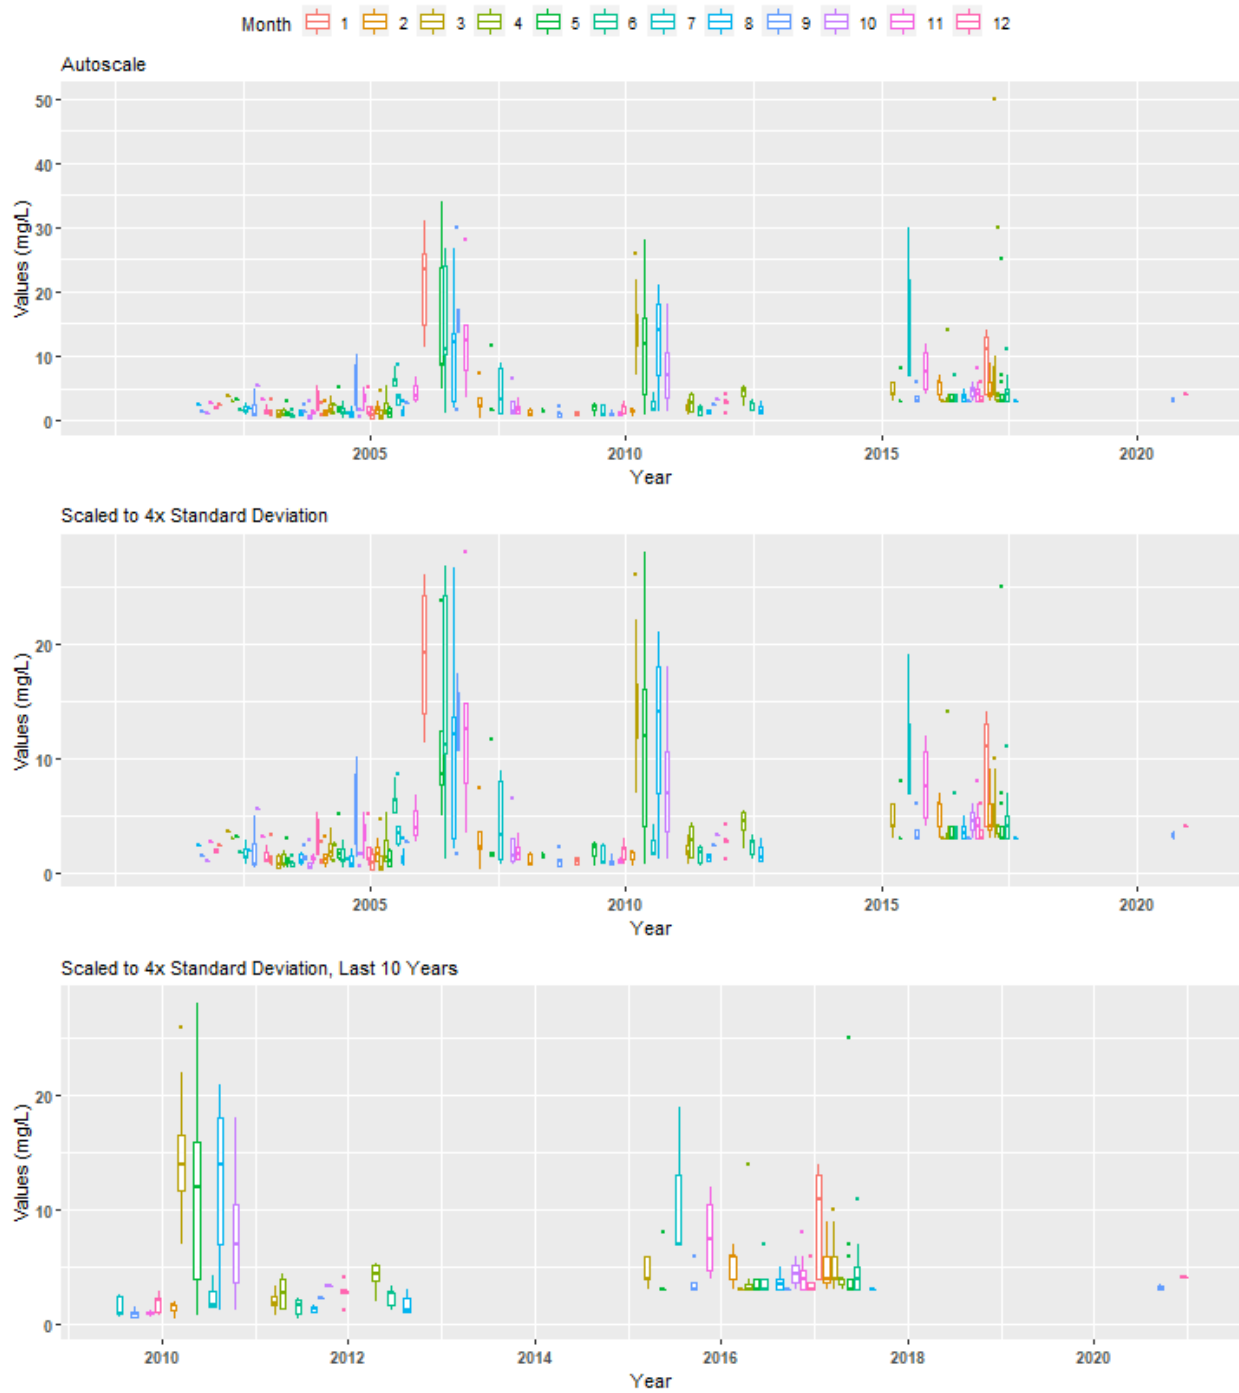 Month 1 2 3 4 5 6 7 8 9 10 11 12
Autoscale
50
40
30
20
10
0
Values (mg/L)
2005 2010 2015 2020
Year
Scaled to 4x Standard Deviation
20
10
0
Values (mg/L)
2005 2010 2015 2020
Year
Scaled to 4x Standard Deviation, Last 10 Years
20
10
0
Values (mg/L)
2010 2012 2014 2016 2018 2020
Year